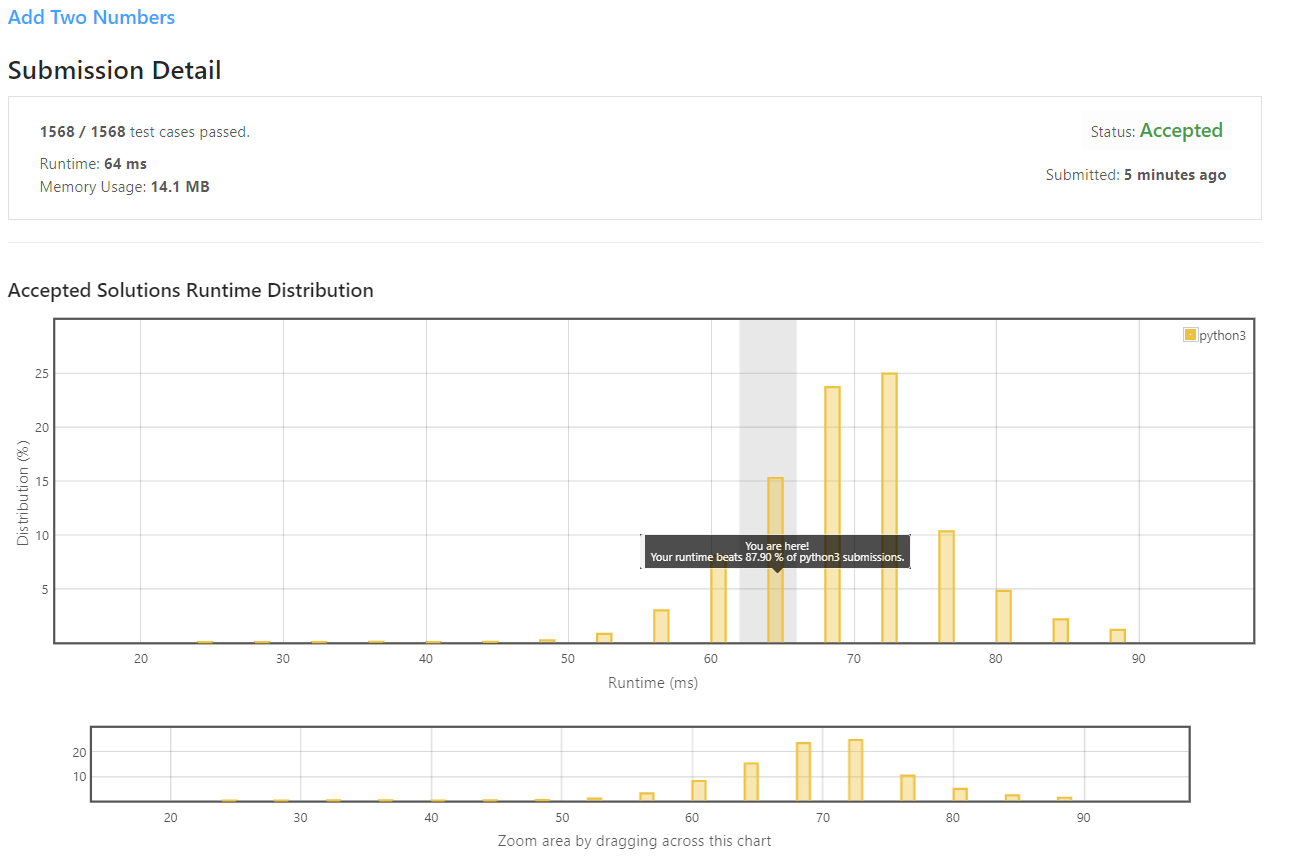 Add Two Numbers
Submission Detail
1568 / 1568 test cases passed.
Status: Accepted
Runtime: 64 ms
Memory Usage: 14.1 MB
Submitted: 5 minutes ago
Accepted Solutions Runtime Distribution
python3
25
20
15
10
5
Distribution (%)
You are here!
Your runtime beats 87.90 % of python3 submissions.
20 30 40 50 60 70 80 90
Runtime (ms)
20
10
20 30 40 50 60 70 80 90
Zoom area by dragging across this chart